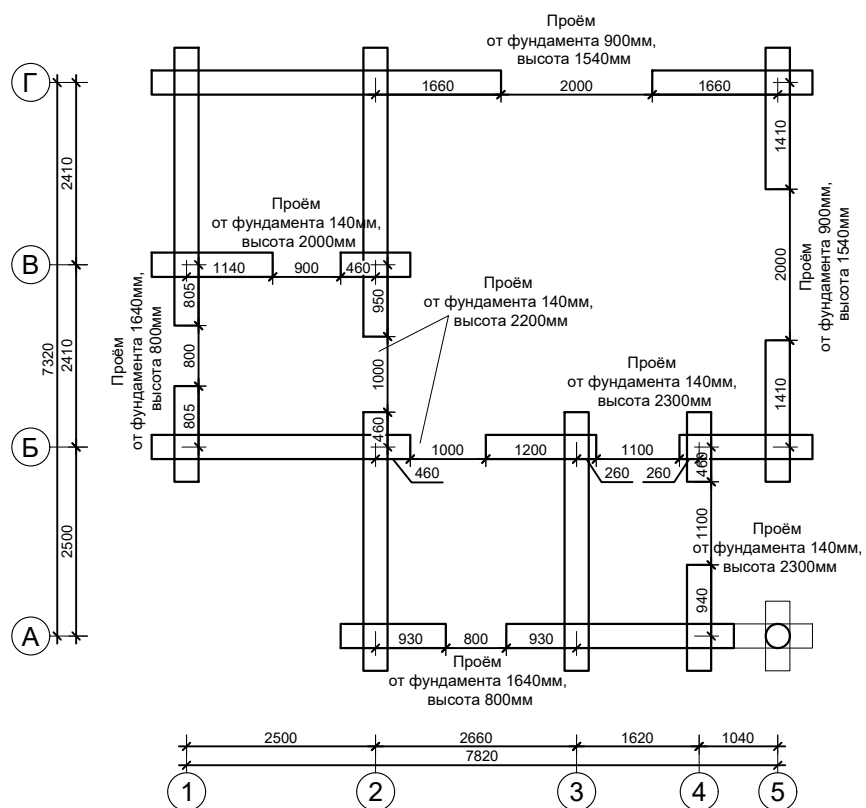 Проём
от фундамента 900мм,
высота 1540мм
Г
1660
2000
1660
1410
2410
Проём
от фундамента 140мм,
высота 2000мм
2000
Проём
от фундамента 900мм,
высота 1540мм
В
1140
900
460
805
950
Проём
от фундамента 140мм,
высота 2200мм
7320
2410
Проём
от фундамента 1640мм,
высота 800мм
800
1000
Проём
от фундамента 140мм,
высота 2300мм
805
1410
Б
460
1000
1200
1100
460
460
260
260
2500
1100
Проём
от фундамента 140мм,
высота 2300мм
940
А
930
800
930
Проём
от фундамента 1640мм,
высота 800мм
2500
2660
1620
1040
7820
1
2
3
4
5